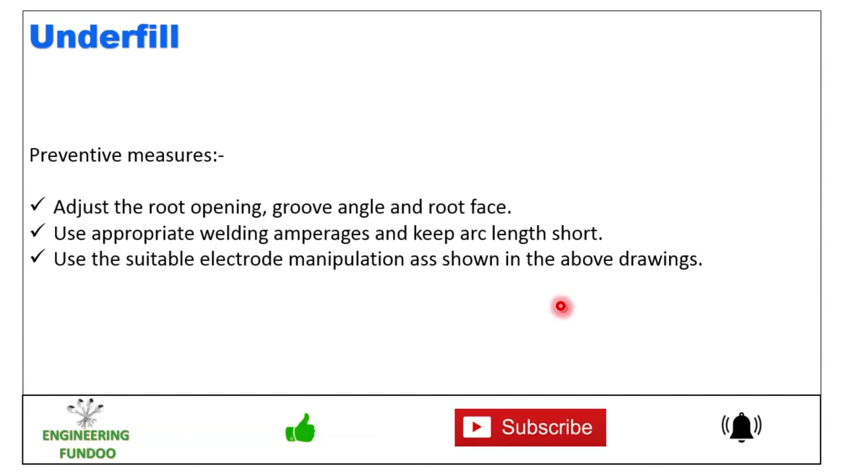 Underfill
Preventive measures:-
✓ Adjust the root opening, groove angle and root face.
✓ Use appropriate welding amperages and keep arc length short.
✓ Use the suitable electrode manipulation ass shown in the above drawings.
ENGINEERING
FUNDOO
Subscribe